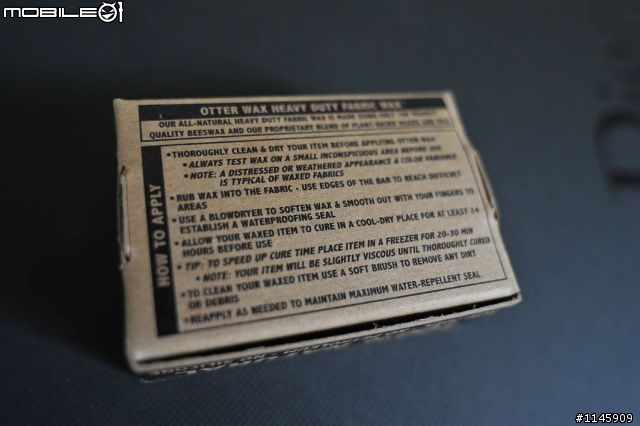 MOBILE01
OTTER WAX HEAVY DUTY FABRIC WAX
OUR ALL-NATURAL HEAVY DUTY FABRIC WAX IS MADE USING ONLY THE
QUALITY BEESWAX AND OUR PROPRIETARY BLEND OF PLANT BASED WAXES AND OILS
HOW TO APPLY
• THOROUGHLY CLEAN & DRY YOUR ITEM BEFORE APPLYING OTTER WAX
• ALWAYS TEST WAX ON A SMALL INCONSPICUOUS AREA BEFORE USE
• NOTE: A DISTRESSED OR WEATHERED APPEARANCE & COLOR VARIANCE
IS TYPICAL OF WAXED FABRICS
• RUB WAX INTO THE FABRIC - USE EDGES OF THE BAR TO REACH DIFFICULT
AREAS
• USE A BLOWDRYER TO SOFTEN WAX & SMOOTH OUT WITH YOUR FINGERS TO
ESTABLISH A WATERPROOFING SEAL
• ALLOW YOUR WAXED ITEM TO CURE IN A COOL-DRY PLACE FOR AT LEAST 24
HOURS BEFORE USE
• TIP: TO SPEED UP CURE TIME PLACE ITEM IN A FREEZER FOR 20-30 MIN
• NOTE: YOUR ITEM WILL BE SLIGHTLY VISCOUS UNTIL THOROUGHLY CURED
• TO CLEAN YOUR WAXED ITEM USE A SOFT BRUSH TO REMOVE ANY DIRT
OR DEBRIS
• REAPPLY AS NEEDED TO MAINTAIN MAXIMUM WATER-REPELLENT SEAL
#1145909